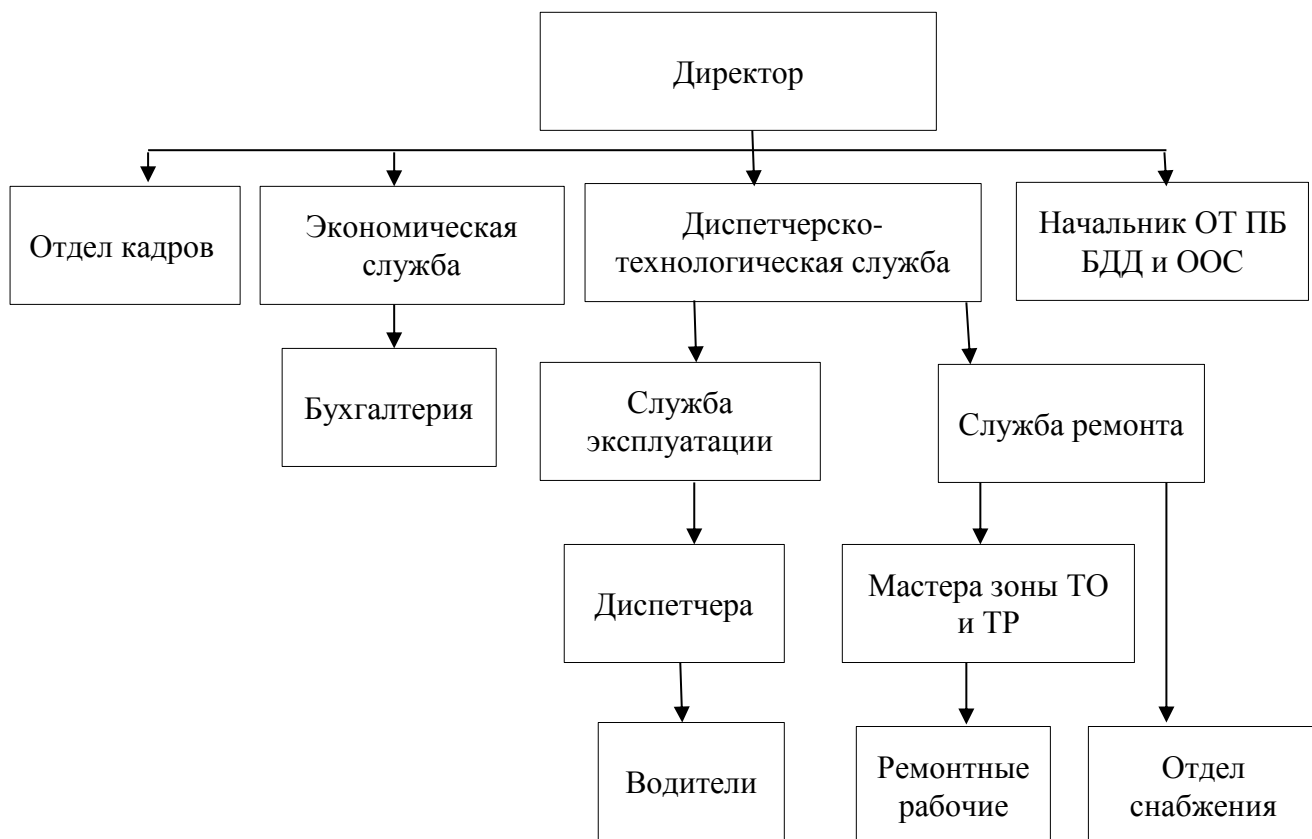 Директор
Отдел кадров
Экономическая
служба
Диспетчерско-
технологическая служба
Начальник ОТ ПБ
БДД и ООС
Бухгалтерия
Служба
эксплуатации
Служба ремонта
Диспетчера
Мастера зоны ТО
и ТР
Водители
Ремонтные
рабочие
Отдел
снабжения